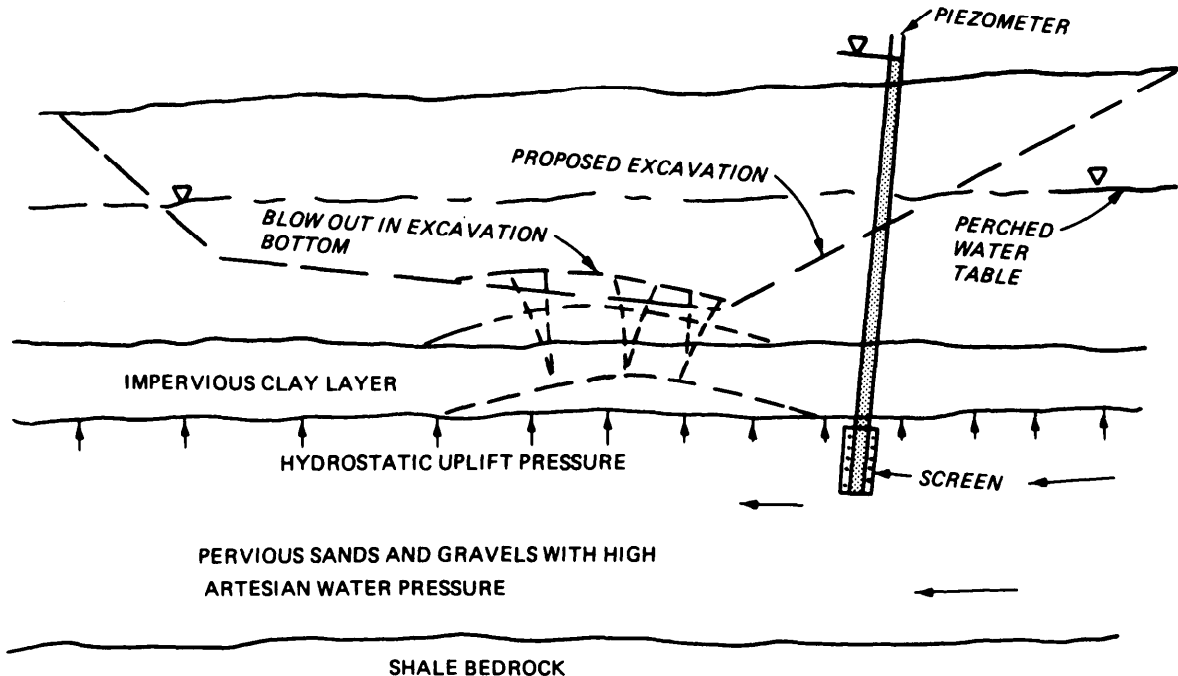 PIEZOMETER
PROPOSED EXCAVATION
BLOW OUT IN EXCAVATION
BOTTOM
PERCHED
WATER
TABLE
IMPERVIOUS CLAY LAYER
HYDROSTATIC UPLIFT PRESSURE
SCREEN
PERVIOUS SANDS AND GRAVELS WITH HIGH
ARTESIAN WATER PRESSURE
SHALE BEDROCK